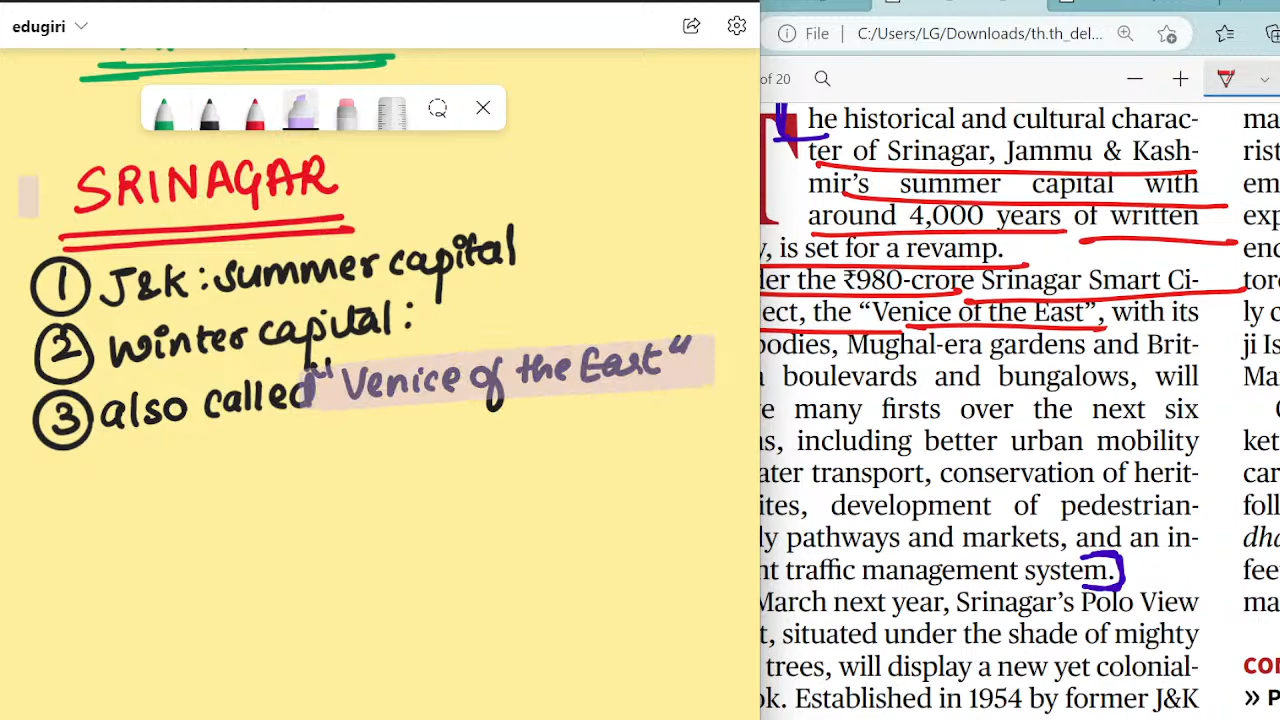 edugiri
SRINAGAR
1 J&K : summer capital
2 Winter capital :
3 also called "Venice of the East"
File C:/Users/LG/Downloads/th.th_del...
of 20
he historical and cultural charac-
ter of Srinagar, Jammu & Kash-
mir's summer capital with
around 4,000 years of written
y, is set for a revamp.
der the ₹980-crore Srinagar Smart Ci-
ject, the "Venice of the East", with its
bodies, Mughal-era gardens and Brit-
boulevards and bungalows, will
many firsts over the next six
including better urban mobility
ater transport, conservation of herit-
ites, development of pedestrian-
ly pathways and markets, and an in-
nt traffic management system.
March next year, Srinagar's Polo View
t, situated under the shade of mighty
trees, will display a new yet colonial-
ok. Established in 1954 by former J&K
ma
rist
em
exp
enc
tore
ly c
ji Is
Ma
ket
car
foll
dha
fee
ma
CON
» P